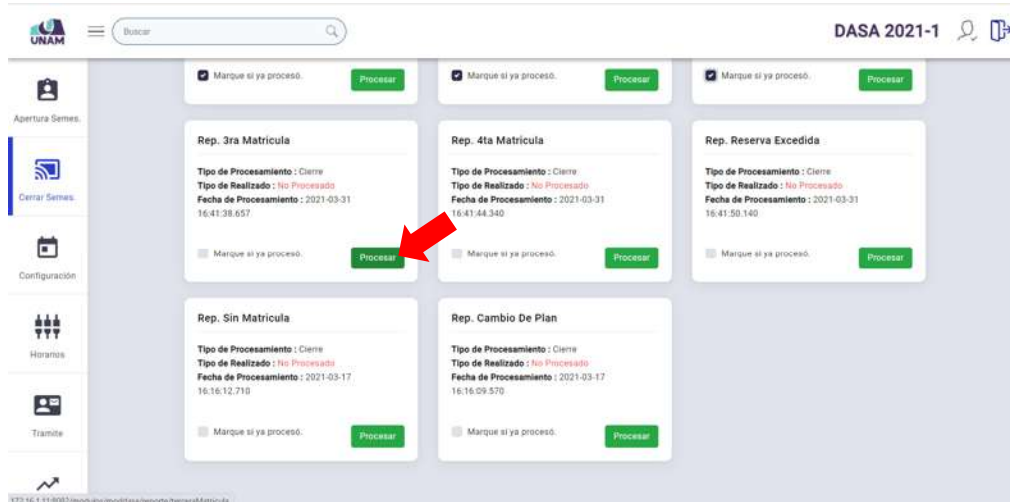 UNAM
Buscar
DASA 2021-1
Apertura Semes.
Cerrar Semes.
Configuración
Horarios
Tramite
Marque si ya procesó. Procesar
Marque si ya procesó. Procesar
Marque si ya procesó. Procesar
Rep. 3ra Matricula
Tipo de Procesamiento : Cierre
Tipo de Realizado : No Procesado
Fecha de Procesamiento : 2021-03-31
16:41:38.657
Marque si ya procesó. Procesar
Rep. 4ta Matricula
Tipo de Procesamiento : Cierre
Tipo de Realizado : No Procesado
Fecha de Procesamiento : 2021-03-31
16:41:44.340
Marque si ya procesó. Procesar
Rep. Reserva Excedida
Tipo de Procesamiento : Cierre
Tipo de Realizado : No Procesado
Fecha de Procesamiento : 2021-03-31
16:41:50.140
Marque si ya procesó. Procesar
Rep. Sin Matricula
Tipo de Procesamiento : Cierre
Tipo de Realizado : No Procesado
Fecha de Procesamiento : 2021-03-17
16:16:12.710
Marque si ya procesó. Procesar
Rep. Cambio De Plan
Tipo de Procesamiento : Cierre
Tipo de Realizado : No Procesado
Fecha de Procesamiento : 2021-03-17
16:16:09.570
Marque si ya procesó. Procesar